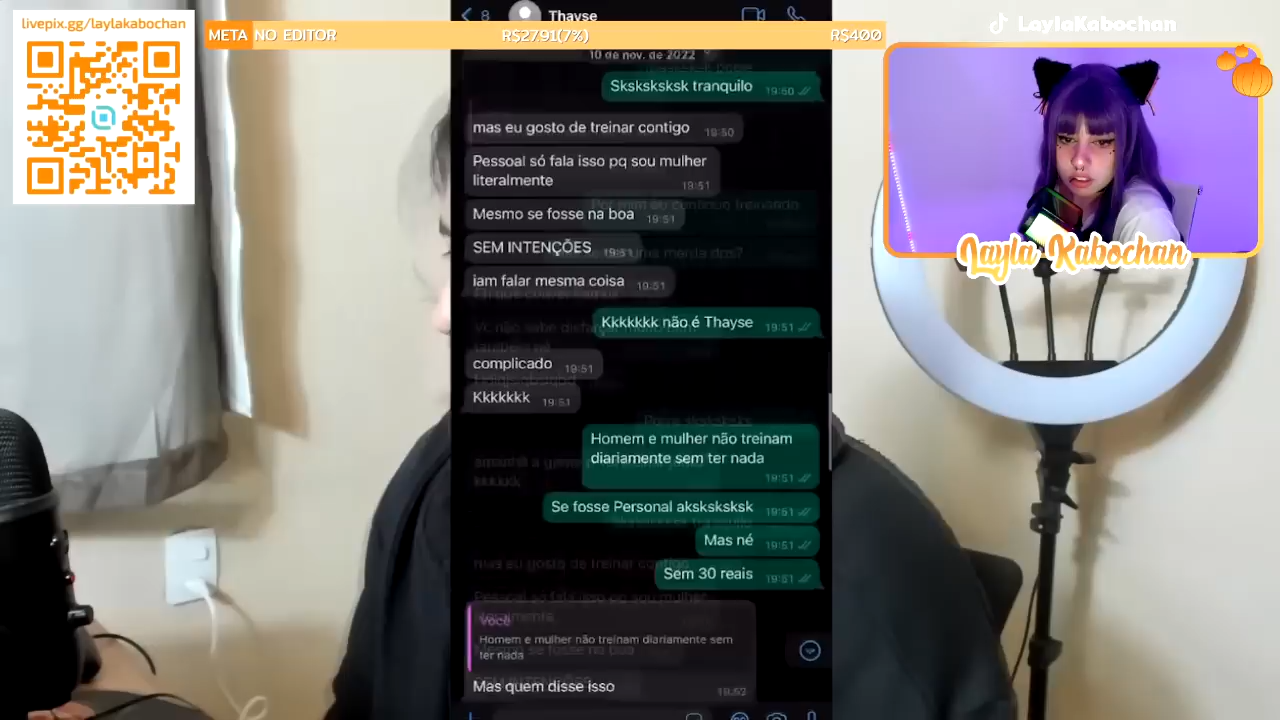 livepix.gg/laylakabochan
META NO EDITOR
R$27.91(7%)
R$400
LaylaKabochan
Layla Kabochan
8
Thayse
10 de nov. de 2022
Sksksksksk tranquilo 19:50
mas eu gosto de treinar contigo 19:50
Pessoal só fala isso pq sou mulher
literalmente 19:51
Mesmo se fosse na boa 19:51
SEM INTENÇÕES 19:51
iam falar mesma coisa 19:51
Kkkkkkk não é Thayse 19:51
complicado 19:51
Kkkkkkk 19:51
Homem e mulher não treinam
diariamente sem ter nada
19:51
Se fosse Personal aksksksksk 19:51
Mas né 19:51
Sem 30 reais 19:51
Você
Homem e mulher não treinam diariamente sem
ter nada
Mas quem disse isso 19:52